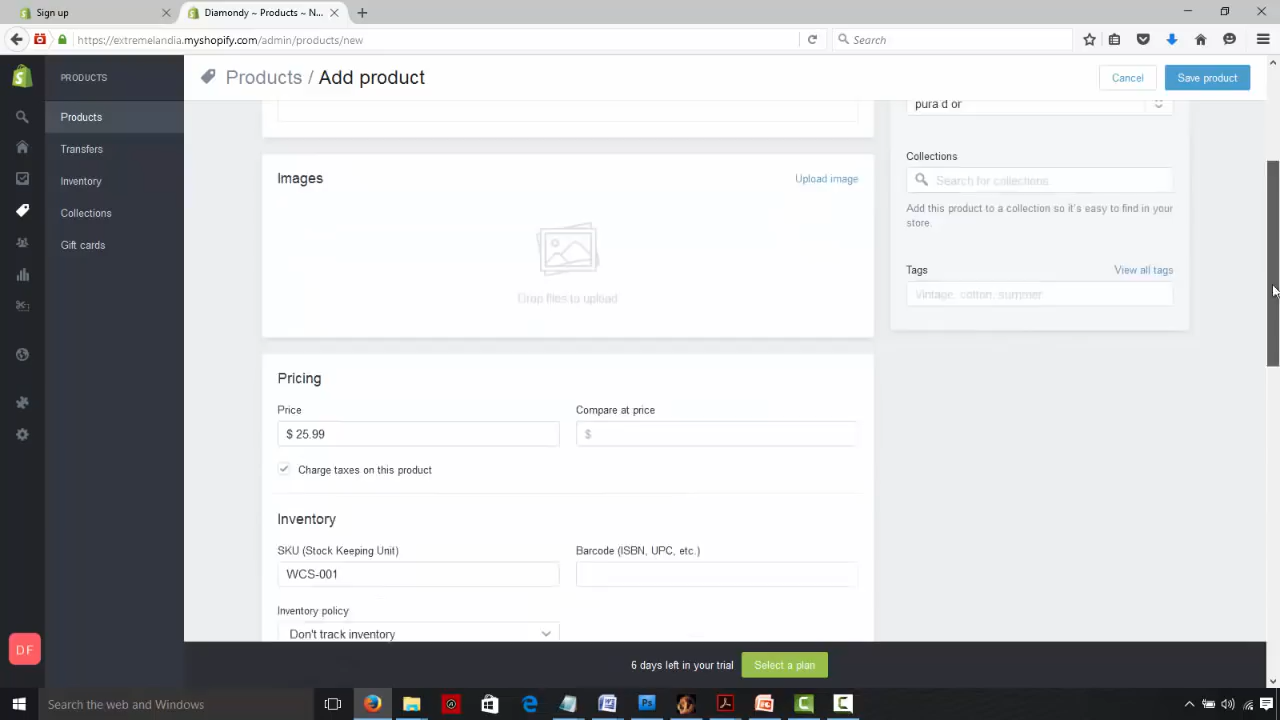 Sign up
Diamondy ~ Products ~ N...
https://extremelandia.myshopify.com/admin/products/new
Search
PRODUCTS
Products / Add product
Cancel
Save product
Products
Transfers
Inventory
Collections
Gift cards
pura d or
Collections
Search for collections.
Add this product to a collection so it's easy to find in your
store.
Tags
View all tags
Vintage, cotton, summer
Images
Upload image
Drop files to upload
Pricing
Price
Compare at price
$ 25.99
$
Charge taxes on this product
Inventory
SKU (Stock Keeping Unit)
Barcode (ISBN, UPC, etc.)
WCS-001
Inventory policy
Don't track inventory
DF
6 days left in your trial
Select a plan
Search the web and Windows